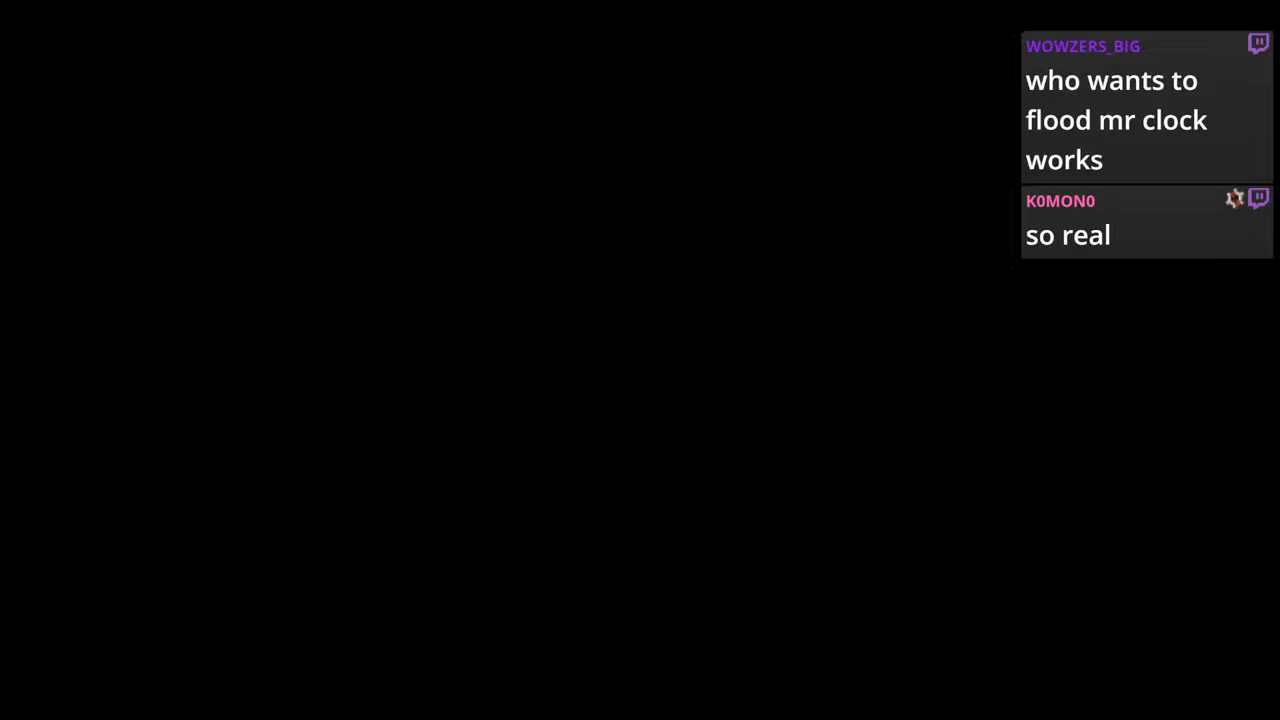 WOWZERS_BIG
who wants to
flood mr clock
works
K0MON0
so real